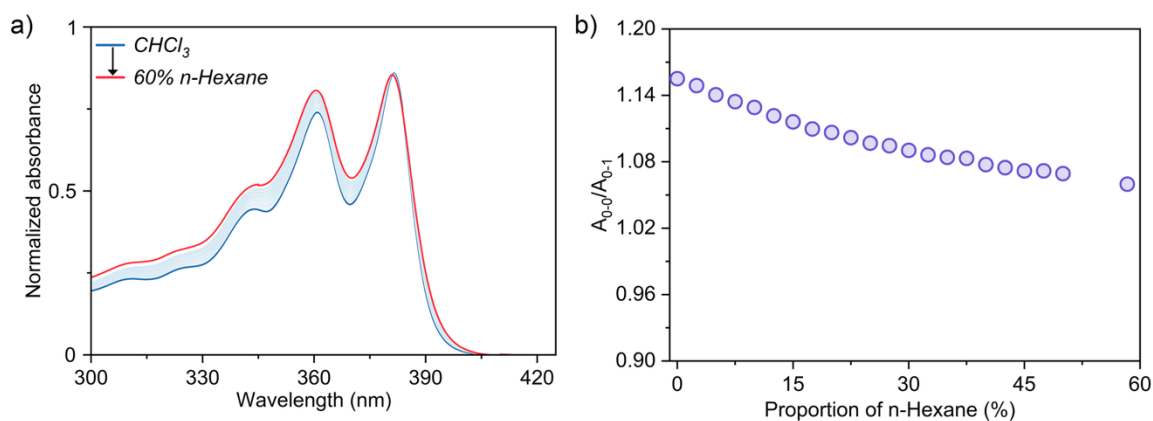 a)
CHCl₃
60% n-Hexane
Normalized absorbance
1
0.5
0
300
330
360
390
420
Wavelength (nm)
b)
A₀₋₀/A₀₋₁
1.20
1.14
1.08
1.02
0.96
0.90
0
15
30
45
60
Proportion of n-Hexane (%)